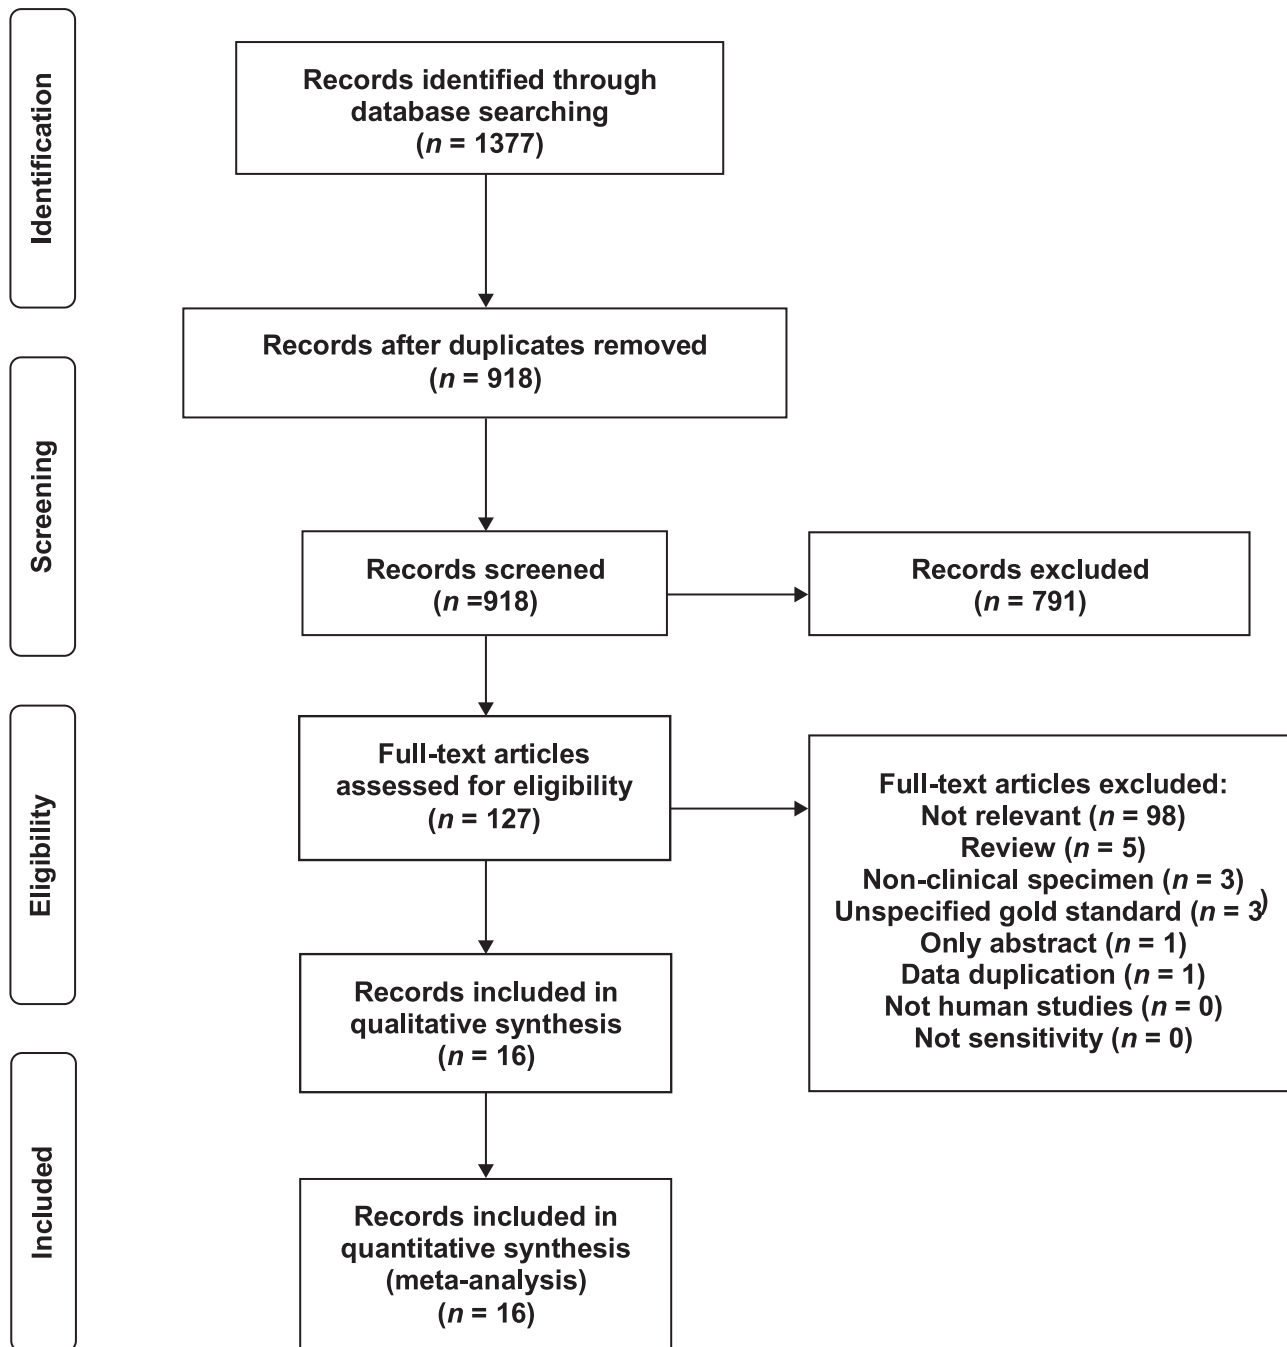 Identification
Records identified through
database searching
(n = 1377)
Records after duplicates removed
(n = 918)
Screening
Records screened
(n =918)
Records excluded
(n = 791)
Eligibility
Full-text articles
assessed for eligibility
(n = 127)
Full-text articles excluded:
Not relevant (n = 98)
Review (n = 5)
Non-clinical specimen (n = 3)
Unspecified gold standard (n = 3)
Only abstract (n = 1)
Data duplication (n = 1)
Not human studies (n = 0)
Not sensitivity (n = 0)
Records included in
qualitative synthesis
(n = 16)
Included
Records included in
quantitative synthesis
(meta-analysis)
(n = 16)